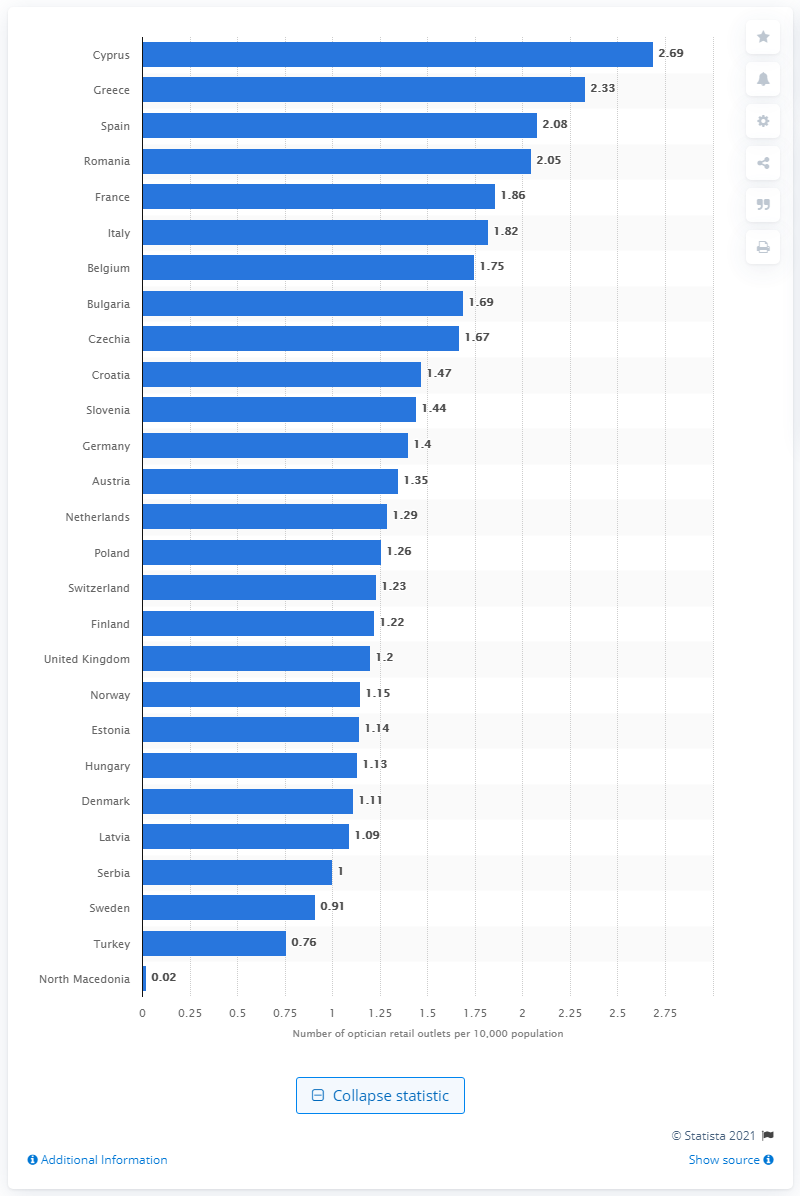 Cyprus 2.69
Greece 2.33
Spain 2.08
Romania 2.05
France 1.86
Italy 1.82
Belgium 1.75
Bulgaria 1.69
Czechia 1.67
Croatia 1.47
Slovenia 1.44
Germany 1.4
Austria 1.35
Netherlands 1.29
Poland 1.26
Switzerland 1.23
Finland 1.22
United Kingdom 1.2
Norway 1.15
Estonia 1.14
Hungary 1.13
Denmark 1.11
Latvia 1.09
Serbia 1
Sweden 0.91
Turkey 0.76
North Macedonia 0.02
0 0.25 0.5 0.75 1 1.25 1.5 1.75 2 2.25 2.5 2.75
Number of optician retail outlets per 10,000 population
Collapse statistic
© Statista 2021
Additional Information Show source